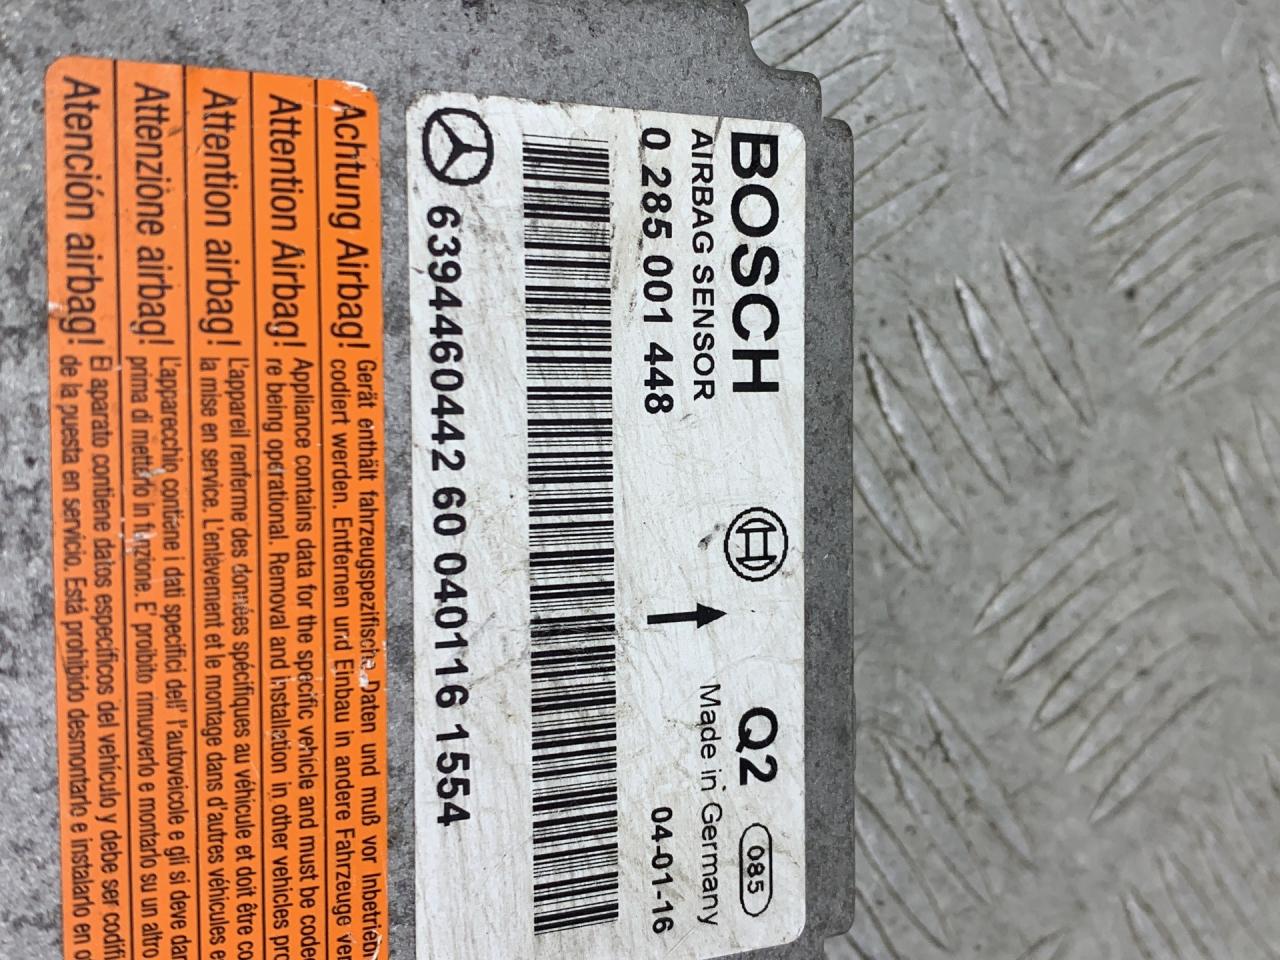 BOSCH
Q2
085
AIRBAG SENSOR
Made in Germany
0 285 001 448
04-01-16
6394460442 60 040116 1554
Achtung Airbag!
Gerät enthält fahrzeugspezifische Daten und muß vor Inbetrieb
codiert werden. Entfernen und Einbau in andere Fahrzeuge ver
Attention Airbag!
Appliance contains data for the specific vehicle and must be coded
re being operational. Removal and installation in other vehicles pro
Attention airbag!
L'appareil renferme des données spécifiques au véhicule et doit être co
la mise en service. L'enlèvement et le montage dans d'autres véhicules e
Attenzione airbag!
L'apparecchio contiene i dati specifici dell' l'autoveicole e gli si deve dar
prima di metterlo in funzione. E' proibito rimuoverlo e montarlo su un altro
Atención airbag!
El aparato contiene datos específicos del vehículo y debe ser codifi
de la puesta en servicio. Está prohibido desmontarlo e instalarlo en o